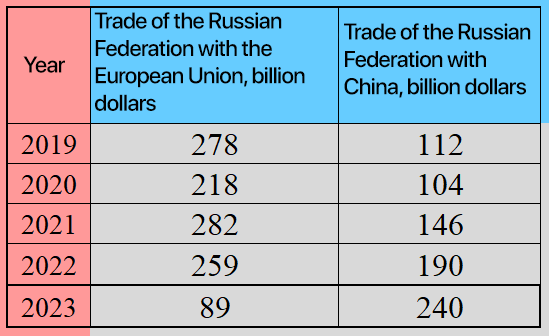 Year
Trade of the Russian
Federation with the
European Union, billion
dollars
Trade of the Russian
Federation with
China, billion dollars
2019 278 112
2020 218 104
2021 282 146
2022 259 190
2023 89 240